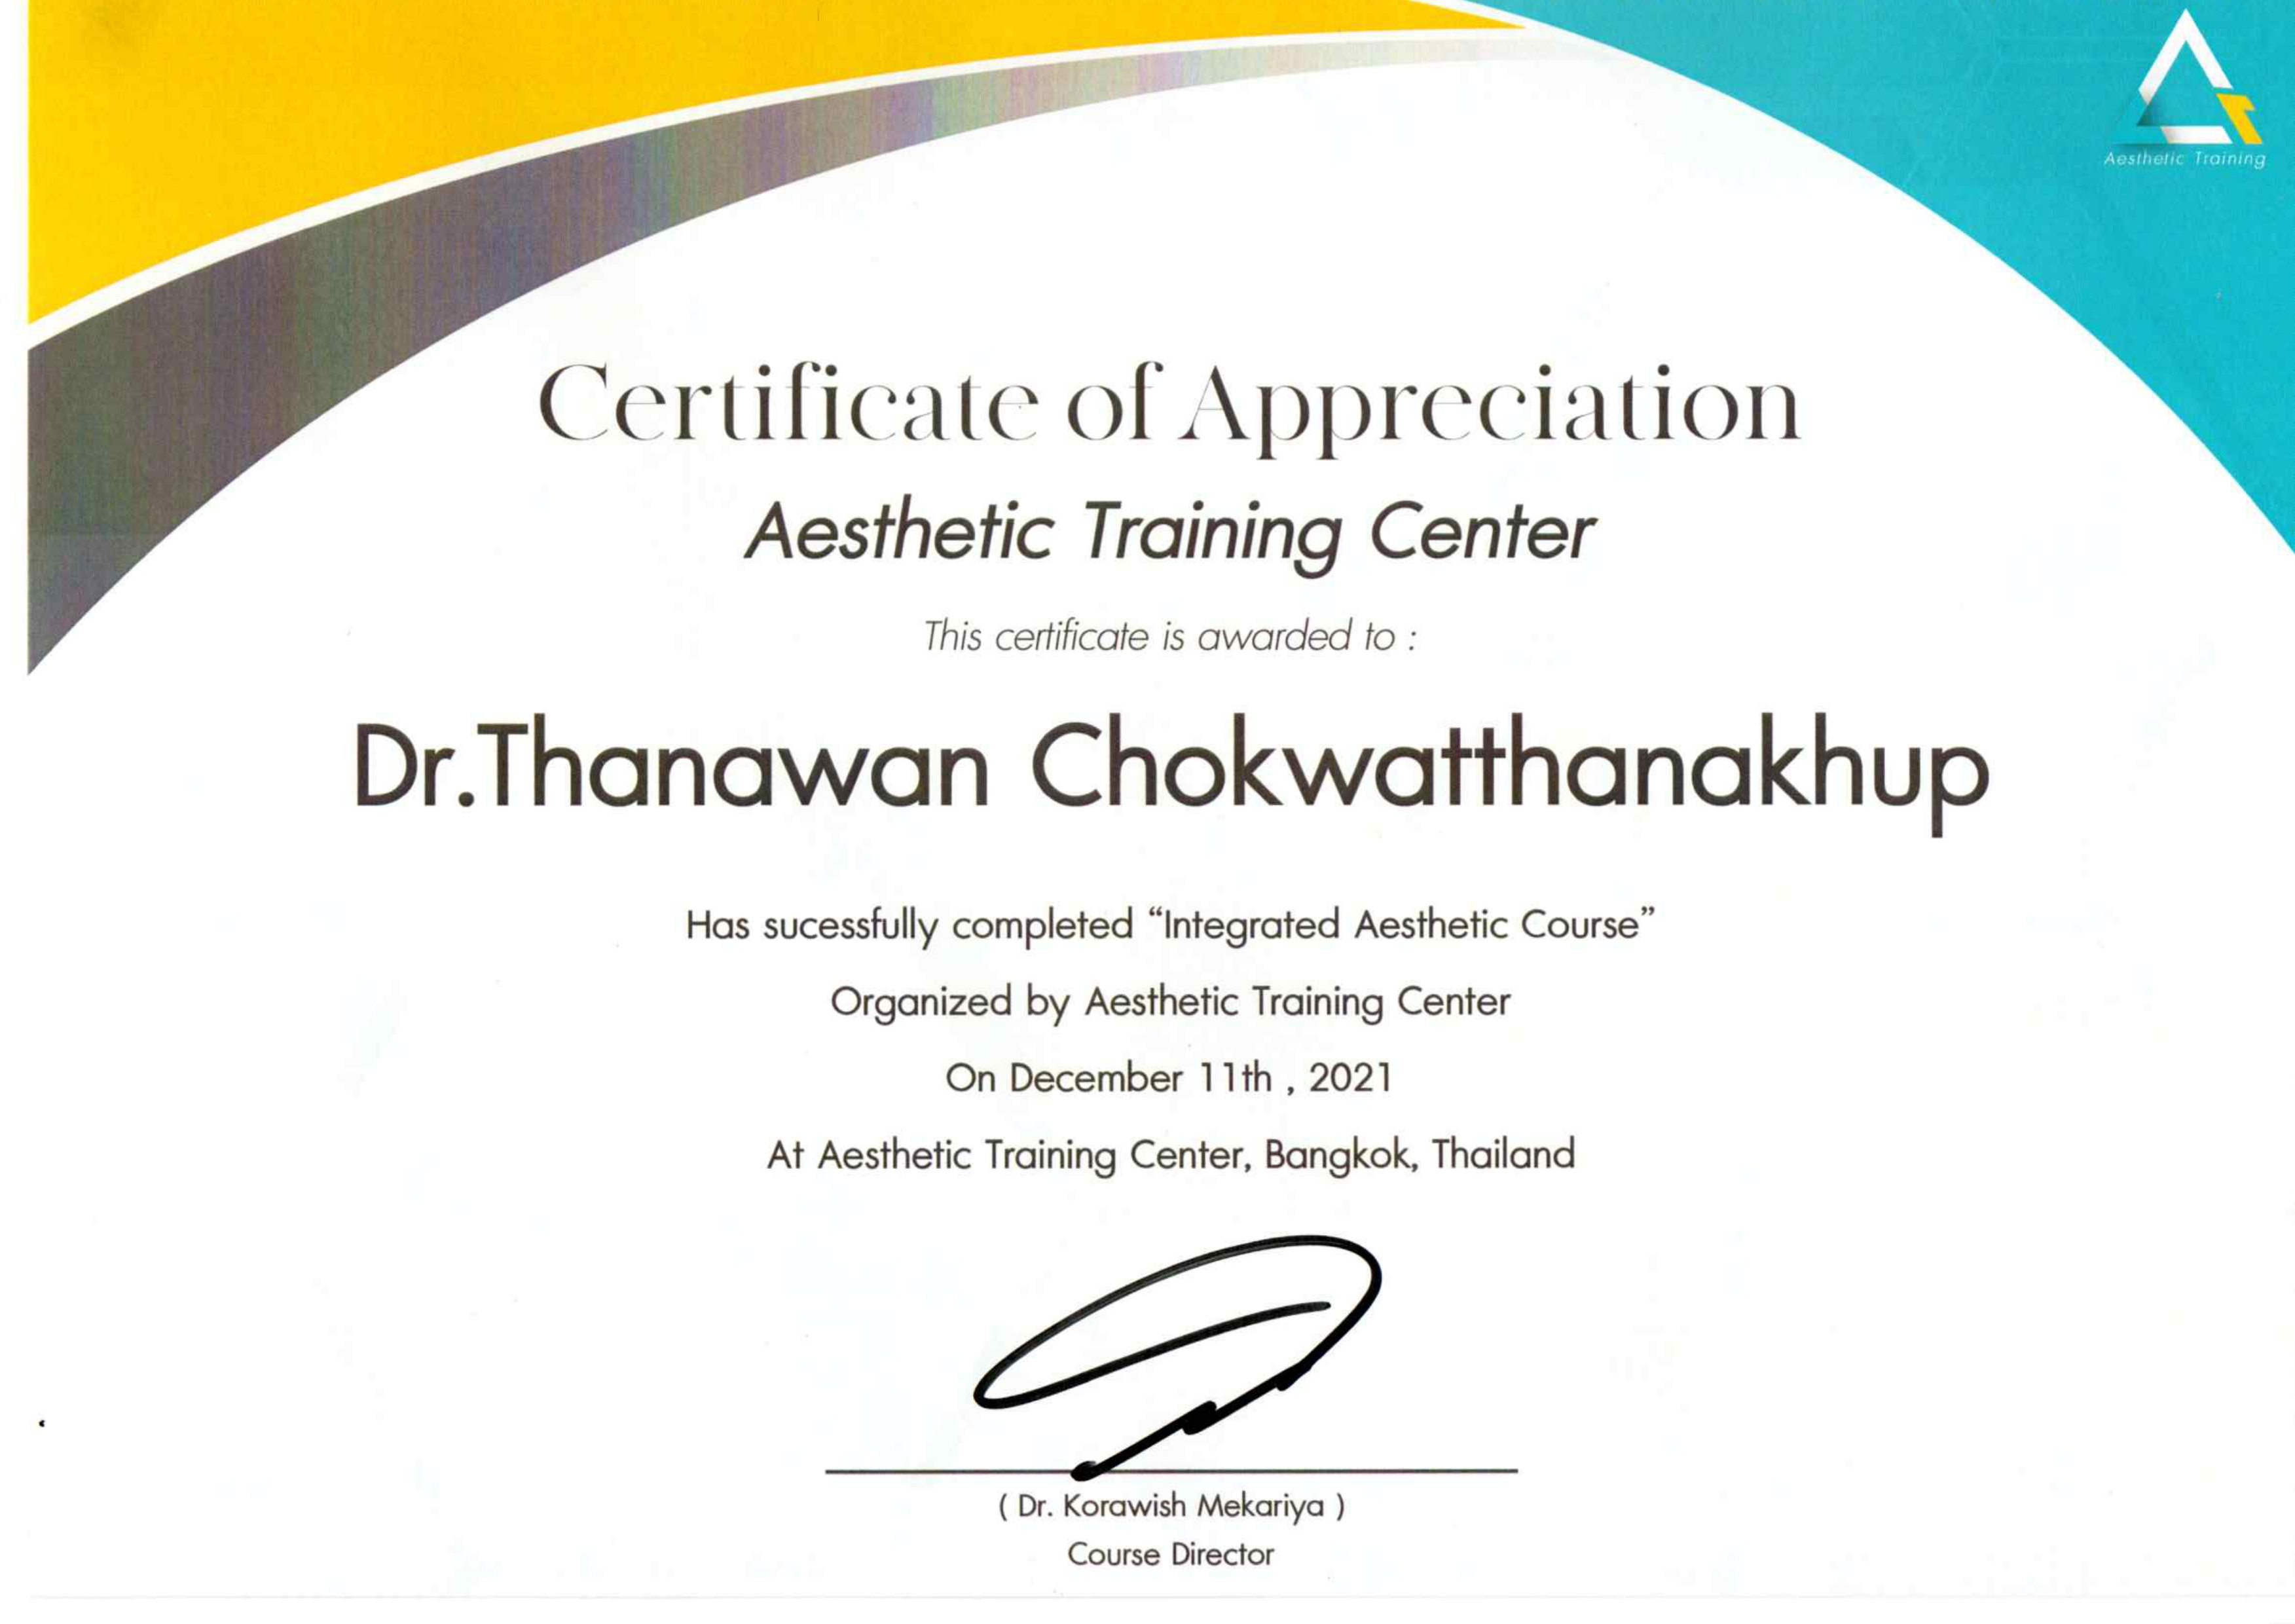 Aesthetic Training
Certificate of Appreciation
Aesthetic Training Center
This certificate is awarded to :
Dr.Thanawan Chokwatthanakhup
Has sucessfully completed “Integrated Aesthetic Course”
Organized by Aesthetic Training Center
On December 11th , 2021
At Aesthetic Training Center, Bangkok, Thailand
( Dr. Korawish Mekariya )
Course Director